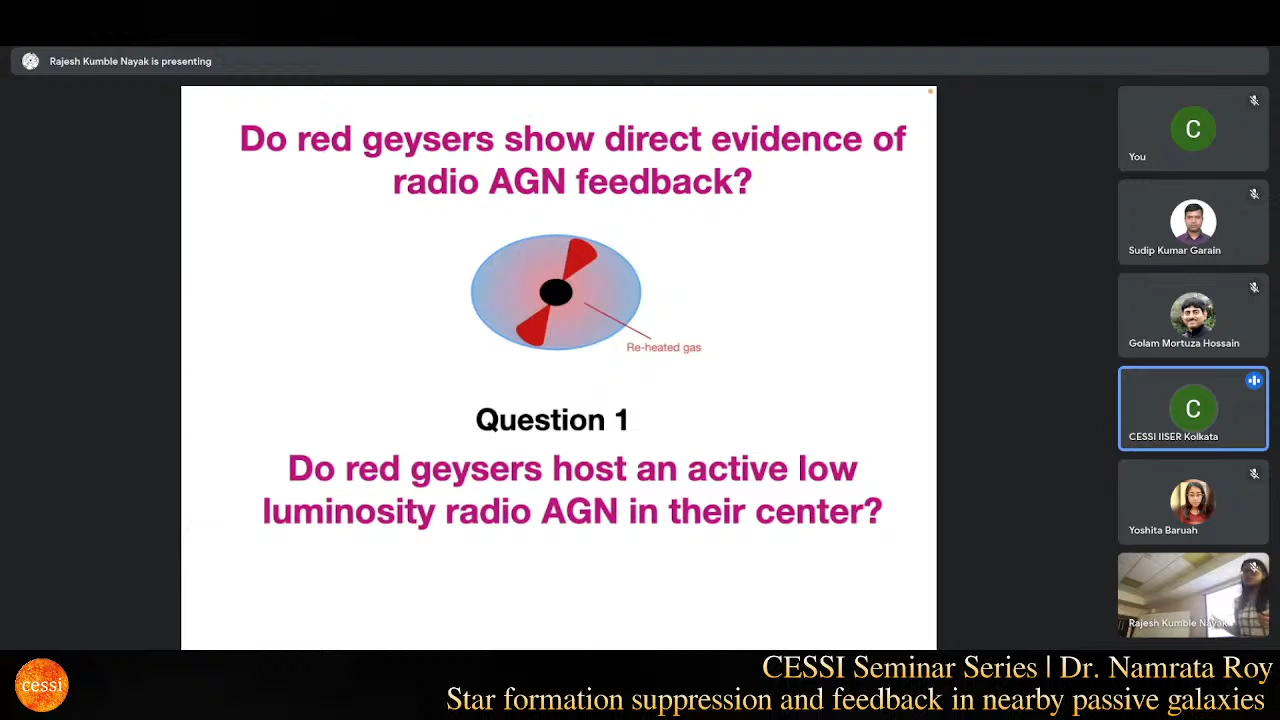 Rajesh Kumble Nayak is presenting
Do red geysers show direct evidence of
radio AGN feedback?
Re-heated gas
Question 1
Do red geysers host an active low
luminosity radio AGN in their center?
C
You
Sudip Kumar Garain
Golam Mortuza Hossain
C
CESSI IISER Kolkata
Yoshita Baruah
Rajesh Kumble Nayak
cessi
CESSI Seminar Series | Dr. Namrata Roy
Star formation suppression and feedback in nearby passive galaxies